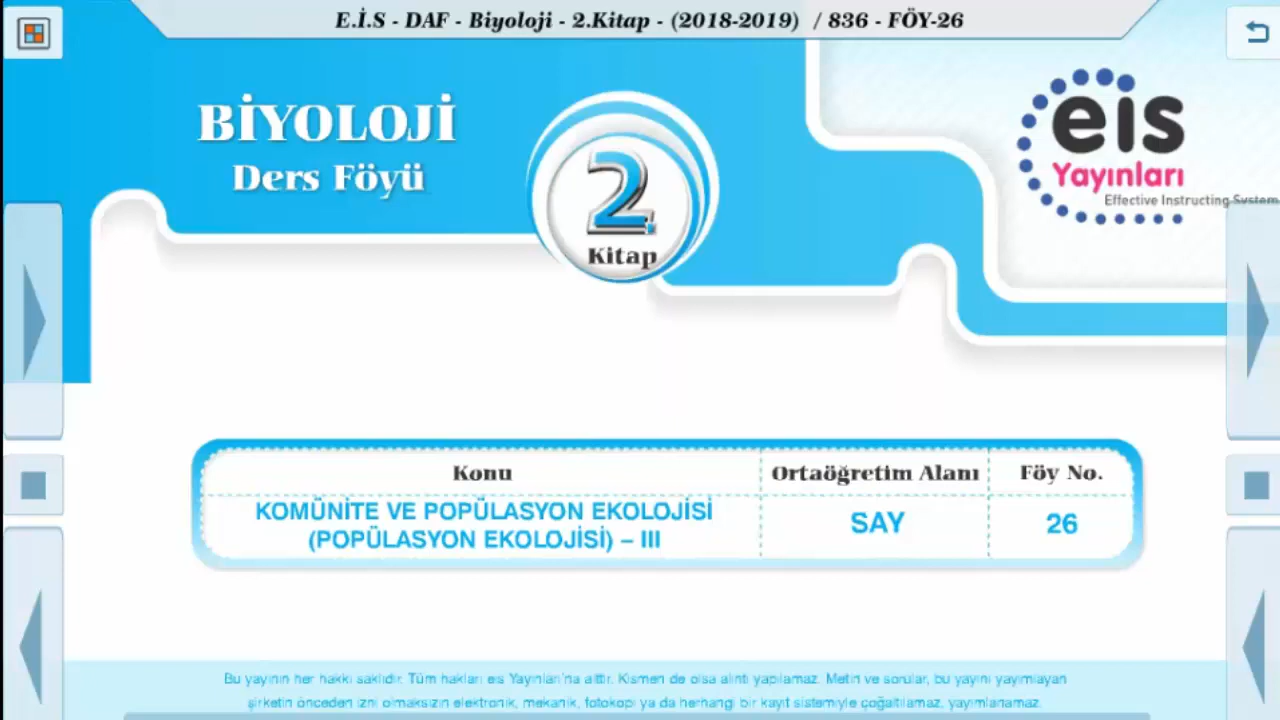 E.İ.S - DAF - Biyoloji - 2.Kitap - (2018-2019) / 836 - FÖY-26
BİYOLOJİ
Ders Föyü
2.
Kitap
eis
Yayınları
Effective Instructing System
Konu
Ortaöğretim Alanı
Föy No.
KOMÜNİTE VE POPÜLASYON EKOLOJİSİ
(POPÜLASYON EKOLOJİSİ) – III
SAY
26
Bu yayının her hakkı saklıdır. Tüm hakları eis Yayınları'na aittir. Kısmen de olsa alıntı yapılamaz. Metin ve sorular, bu yayını yayımlayan
şirketin önceden izni olmaksızın elektronik, mekanik, fotokopi ya da herhangi bir kayıt sistemiyle çoğaltılamaz, yayımlanamaz.